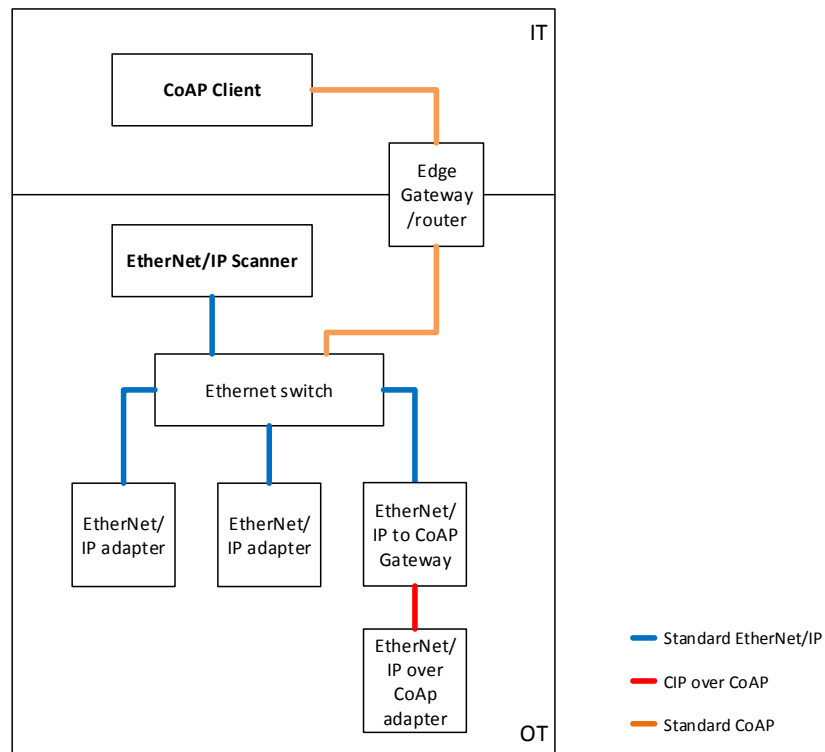 IT
CoAP Client
Edge
Gateway
/router
EtherNet/IP Scanner
Ethernet switch
EtherNet/
IP adapter
EtherNet/
IP adapter
EtherNet/
IP to CoAP
Gateway
EtherNet/
IP over
CoAp
adapter
OT
Standard EtherNet/IP
CIP over CoAP
Standard CoAP